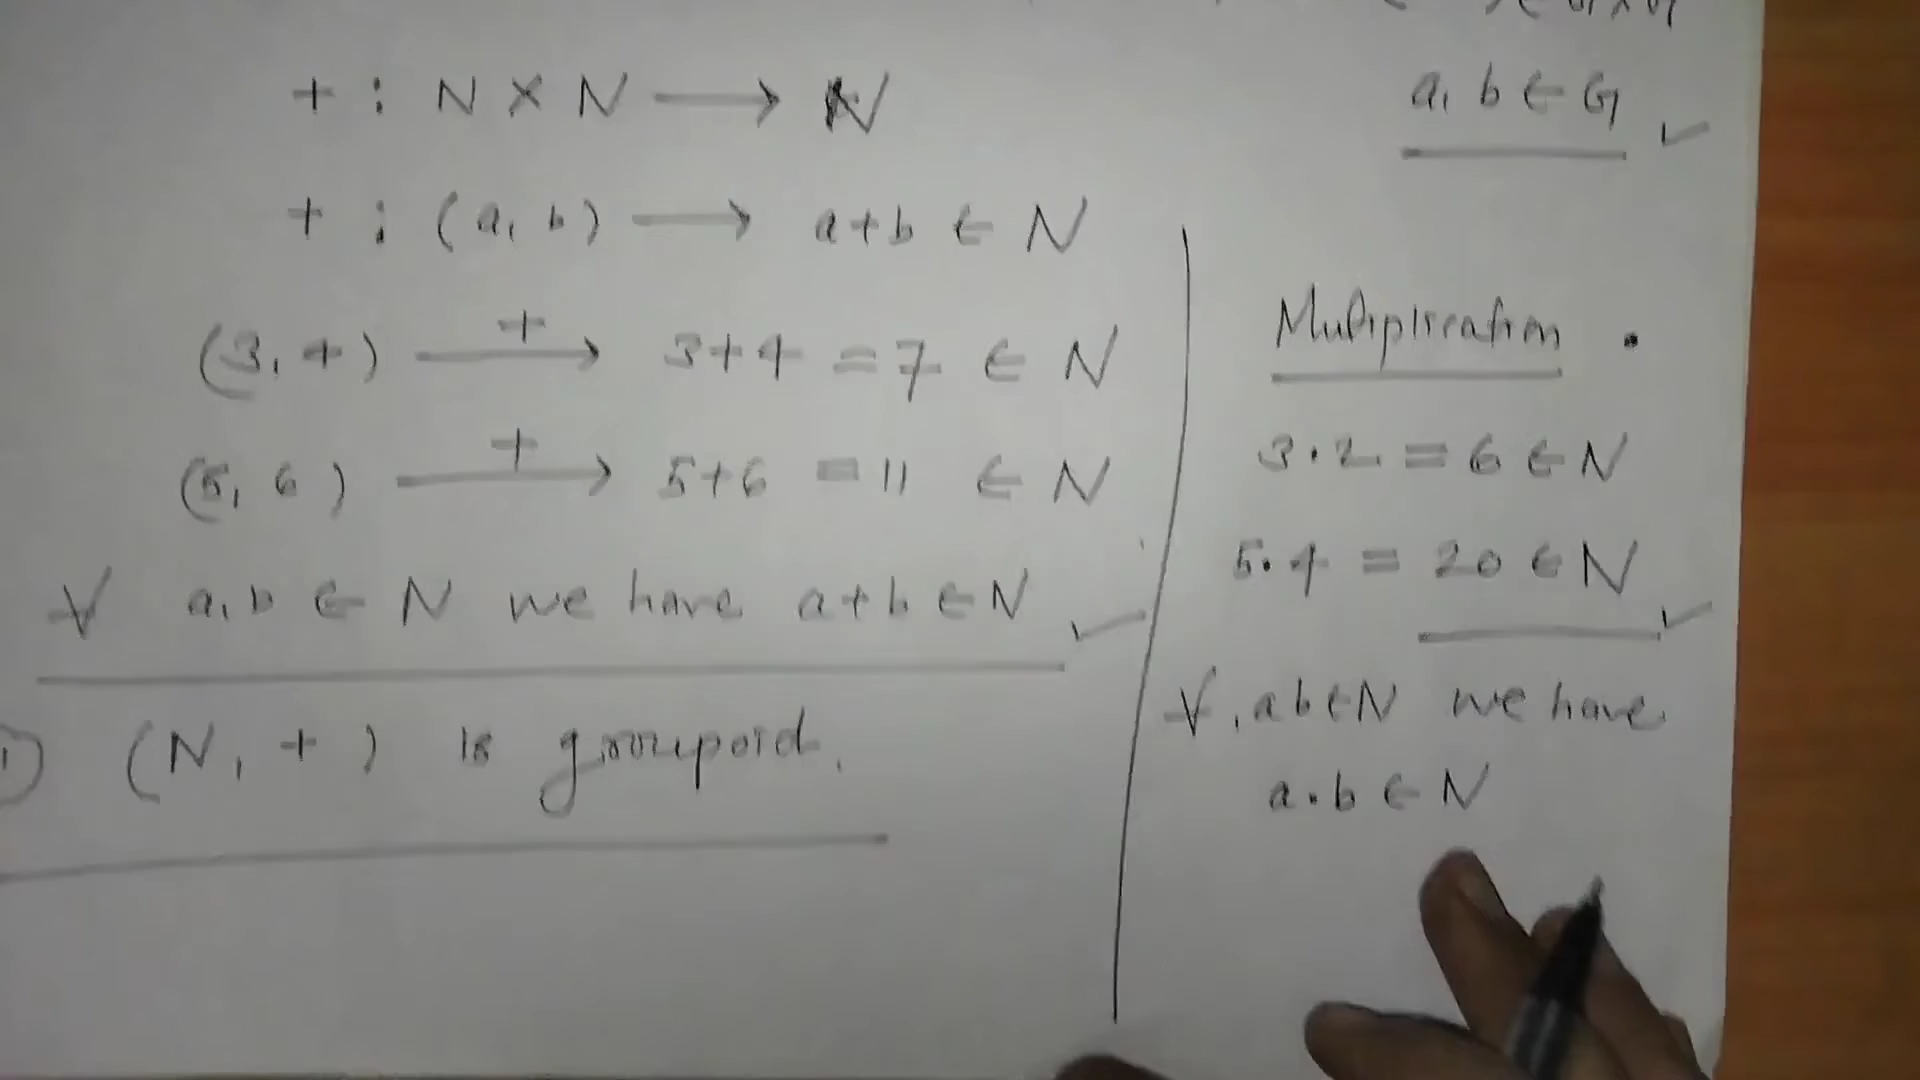 + : N × N ⟶ N
+ : (a, b) ⟶ a+b ∈ N
(3, 4) —+→ 3+4 = 7 ∈ N
(5, 6) —+→ 5+6 = 11 ∈ N
∀ a, b ∈ N we have a+b ∈ N ✓
1) (N, +) is groupoid.
a, b ∈ G ✓
Multiplication •
3·2 = 6 ∈ N
5·4 = 20 ∈ N ✓
∀, a b ∈ N we have
a·b ∈ N